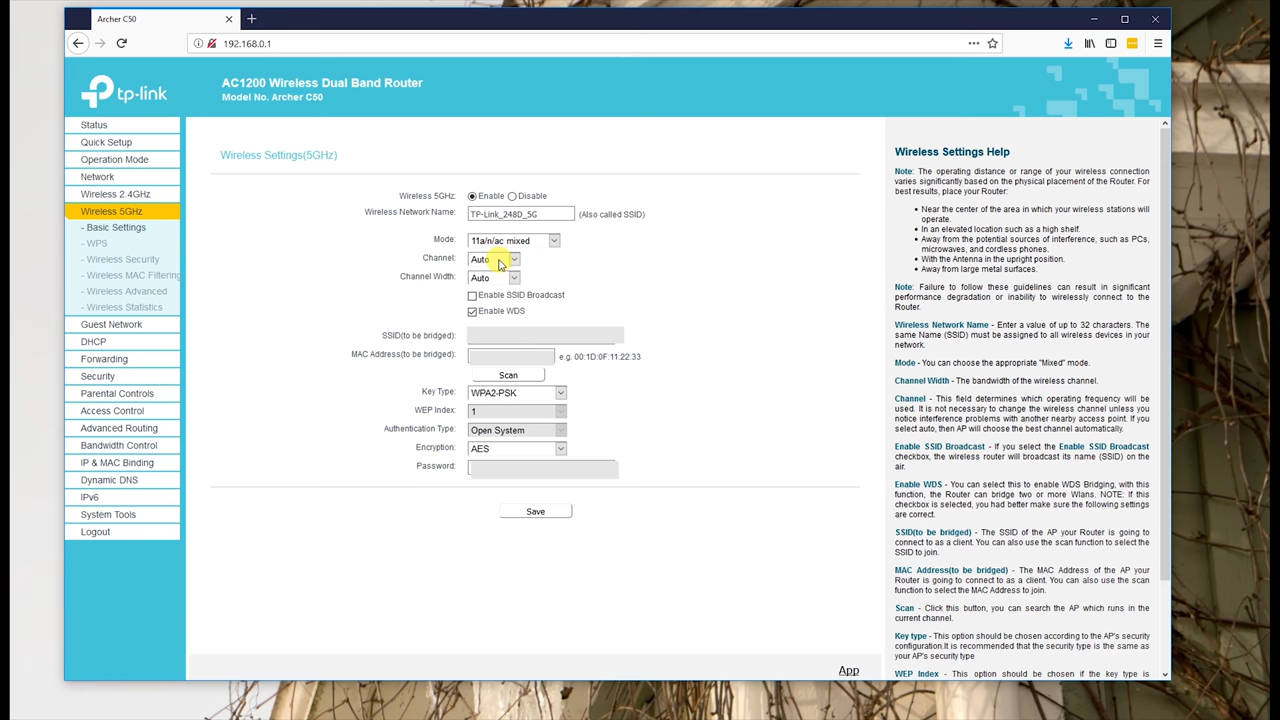 Archer C50
192.168.0.1
tp-link
AC1200 Wireless Dual Band Router
Model No. Archer C50
Status
Quick Setup
Operation Mode
Network
Wireless 2.4GHz
Wireless 5GHz
- Basic Settings
- WPS
- Wireless Security
- Wireless MAC Filtering
- Wireless Advanced
- Wireless Statistics
Guest Network
DHCP
Forwarding
Security
Parental Controls
Access Control
Advanced Routing
Bandwidth Control
IP & MAC Binding
Dynamic DNS
IPv6
System Tools
Logout
Wireless Settings(5GHz)
Wireless 5GHz: Enable Disable
Wireless Network Name: TP-Link_248D_5G (Also called SSID)
Mode: 11a/n/ac mixed
Channel: Auto
Channel Width: Auto
Enable SSID Broadcast
Enable WDS
SSID(to be bridged):
MAC Address(to be bridged): e.g. 00:1D:0F:11:22:33
Scan
Key Type: WPA2-PSK
WEP Index: 1
Authentication Type: Open System
Encryption: AES
Password:
Save
App
Wireless Settings Help
Note: The operating distance or range of your wireless connection
varies significantly based on the physical placement of the Router. For
best results, place your Router:
• Near the center of the area in which your wireless stations will
operate.
• In an elevated location such as a high shelf.
• Away from the potential sources of interference, such as PCs,
microwaves, and cordless phones.
• With the Antenna in the upright position.
• Away from large metal surfaces.
Note: Failure to follow these guidelines can result in significant
performance degradation or inability to wirelessly connect to the
Router.
Wireless Network Name - Enter a value of up to 32 characters. The
same Name (SSID) must be assigned to all wireless devices in your
network.
Mode - You can choose the appropriate "Mixed" mode.
Channel Width - The bandwidth of the wireless channel.
Channel - This field determines which operating frequency will be
used. It is not necessary to change the wireless channel unless you
notice interference problems with another nearby access point. If you
select auto, then AP will choose the best channel automatically.
Enable SSID Broadcast - If you select the Enable SSID Broadcast
checkbox, the wireless router will broadcast its name (SSID) on the
air.
Enable WDS - You can select this to enable WDS Bridging, with this
function, the Router can bridge two or more Wlans. NOTE: If this
checkbox is selected, you had better make sure the following settings
are correct.
SSID(to be bridged) - The SSID of the AP your Router is going to
connect to as a client. You can also use the scan function to select the
SSID to join.
MAC Address(to be bridged) - The MAC Address of the AP your
Router is going to connect to as a client. You can also use the scan
function to select the MAC Address to join.
Scan - Click this button, you can search the AP which runs in the
current channel.
Key type - This option should be chosen according to the AP's security
configuration.It is recommended that the security type is the same as
your AP's security type
WEP Index - This option should be chosen if the key type is